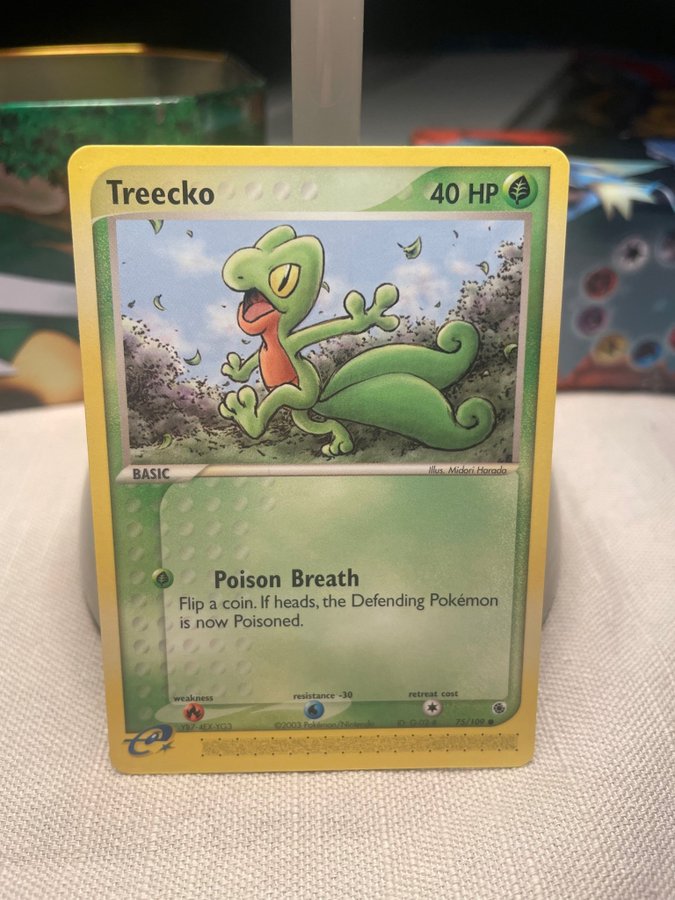 Treecko
40 HP
BASIC
Illus. Midori Harada
Poison Breath
Flip a coin. If heads, the Defending Pokémon
is now Poisoned.
weakness
resistance -30
retreat cost
©2003 Pokémon/Nintendo
75/109